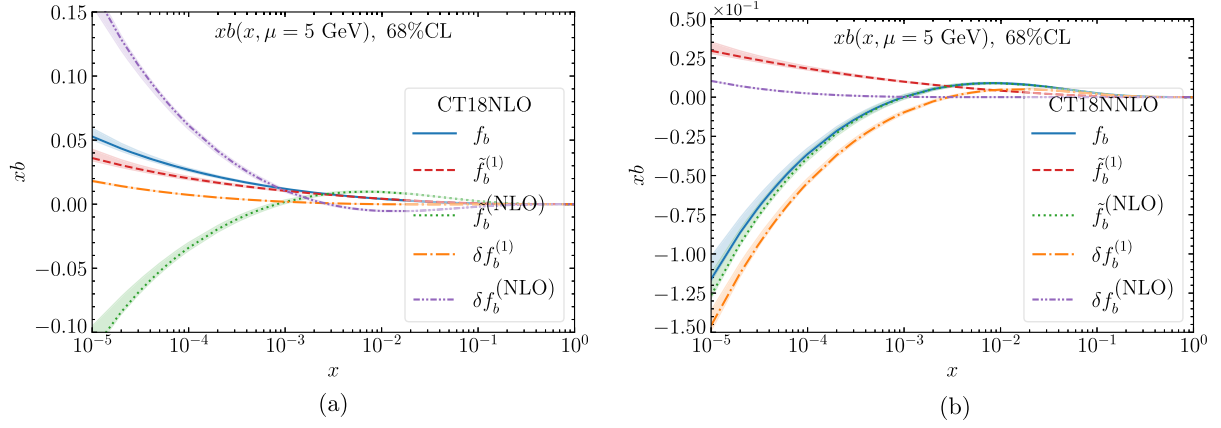 xb(x, μ = 5 GeV), 68%CL
xb
0.15
0.10
0.05
0.00
−0.05
−0.10
CT18NLO
f_b
f̃_b^{(1)}
f̃_b^{(NLO)}
δf_b^{(1)}
δf_b^{(NLO)}
10^{−5} 10^{−4} 10^{−3} 10^{−2} 10^{−1} 10^{0}
x
(a)
×10^{−1}
xb(x, μ = 5 GeV), 68%CL
xb
0.50
0.25
0.00
−0.25
−0.50
−0.75
−1.00
−1.25
−1.50
CT18NNLO
f_b
f̃_b^{(1)}
f̃_b^{(NLO)}
δf_b^{(1)}
δf_b^{(NLO)}
10^{−5} 10^{−4} 10^{−3} 10^{−2} 10^{−1} 10^{0}
x
(b)